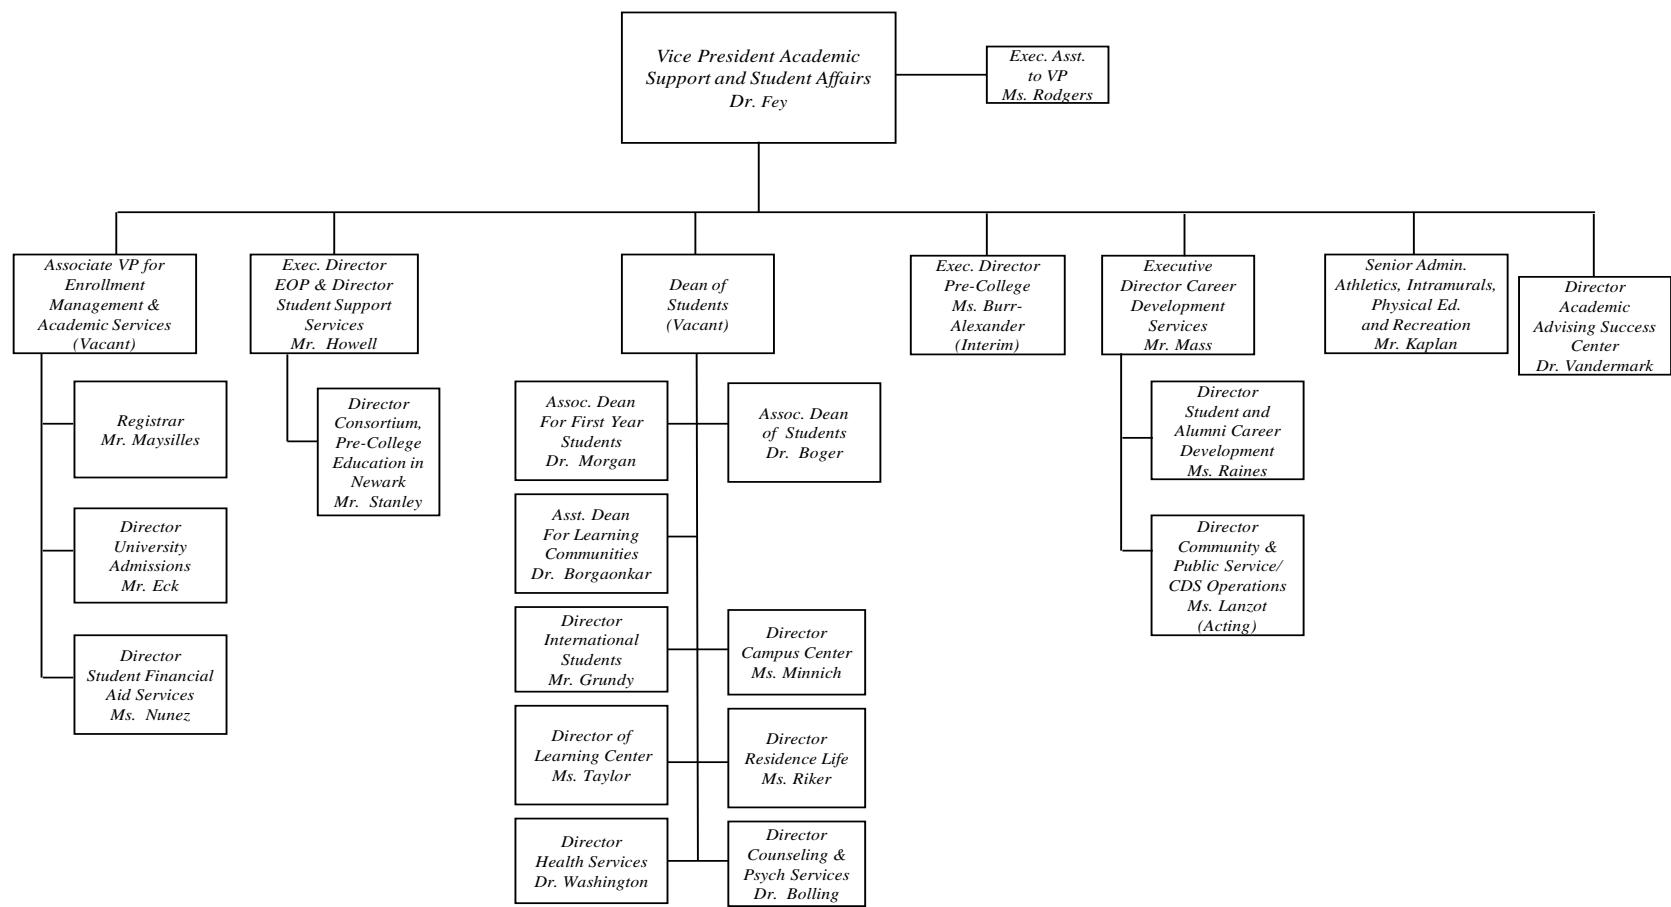 Vice President Academic
Support and Student Affairs
Dr. Fey
Exec. Asst.
to VP
Ms. Rodgers
Associate VP for
Enrollment
Management &
Academic Services
(Vacant)
Exec. Director
EOP & Director
Student Support
Services
Mr. Howell
Dean of
Students
(Vacant)
Exec. Director
Pre-College
Ms. Burr-
Alexander
(Interim)
Executive
Director Career
Development
Services
Mr. Mass
Senior Admin.
Athletics, Intramurals,
Physical Ed.
and Recreation
Mr. Kaplan
Director
Academic
Advising Success
Center
Dr. Vandermark
Registrar
Mr. Maysilles
Director
University
Admissions
Mr. Eck
Director
Student Financial
Aid Services
Ms. Nunez
Director
Consortium,
Pre-College
Education in
Newark
Mr. Stanley
Assoc. Dean
For First Year
Students
Dr. Morgan
Assoc. Dean
of Students
Dr. Boger
Asst. Dean
For Learning
Communities
Dr. Borgaonkar
Director
International
Students
Mr. Grundy
Director
Campus Center
Ms. Minnich
Director of
Learning Center
Ms. Taylor
Director
Residence Life
Ms. Riker
Director
Health Services
Dr. Washington
Director
Counseling &
Psych Services
Dr. Bolling
Director
Student and
Alumni Career
Development
Ms. Raines
Director
Community &
Public Service/
CDS Operations
Ms. Lanzot
(Acting)